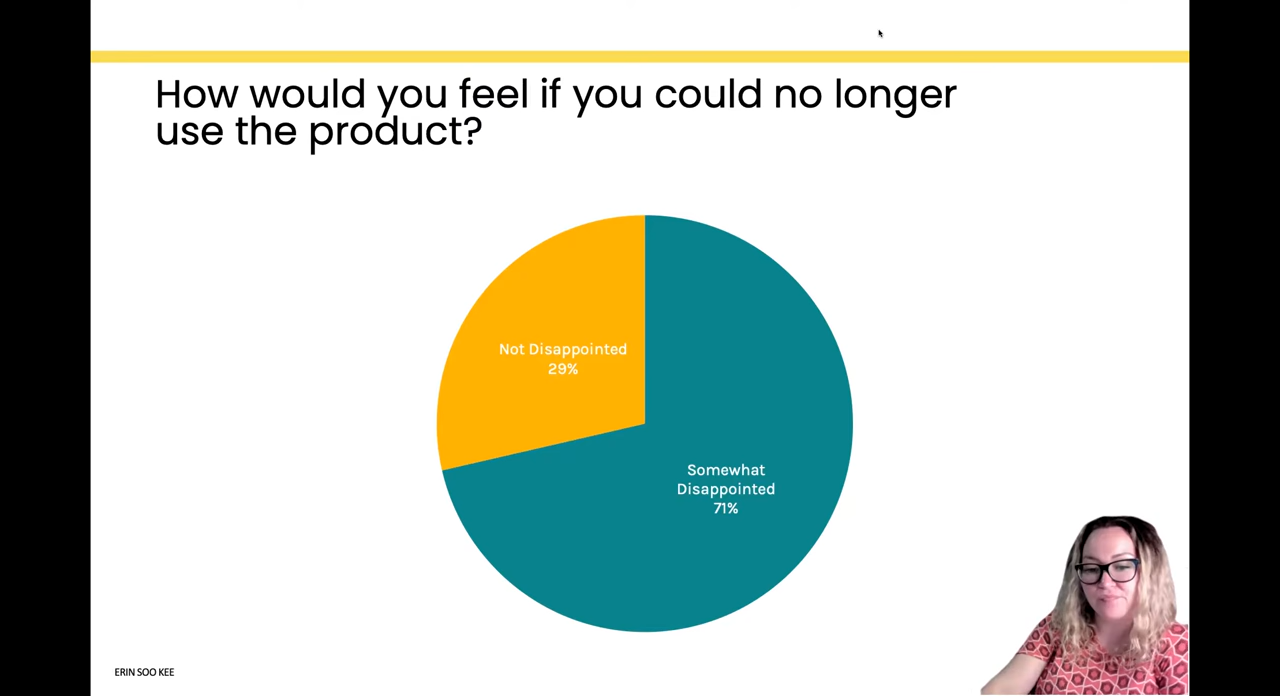 How would you feel if you could no longer
use the product?
Not Disappointed
29%
Somewhat
Disappointed
71%
ERIN SOO KEE